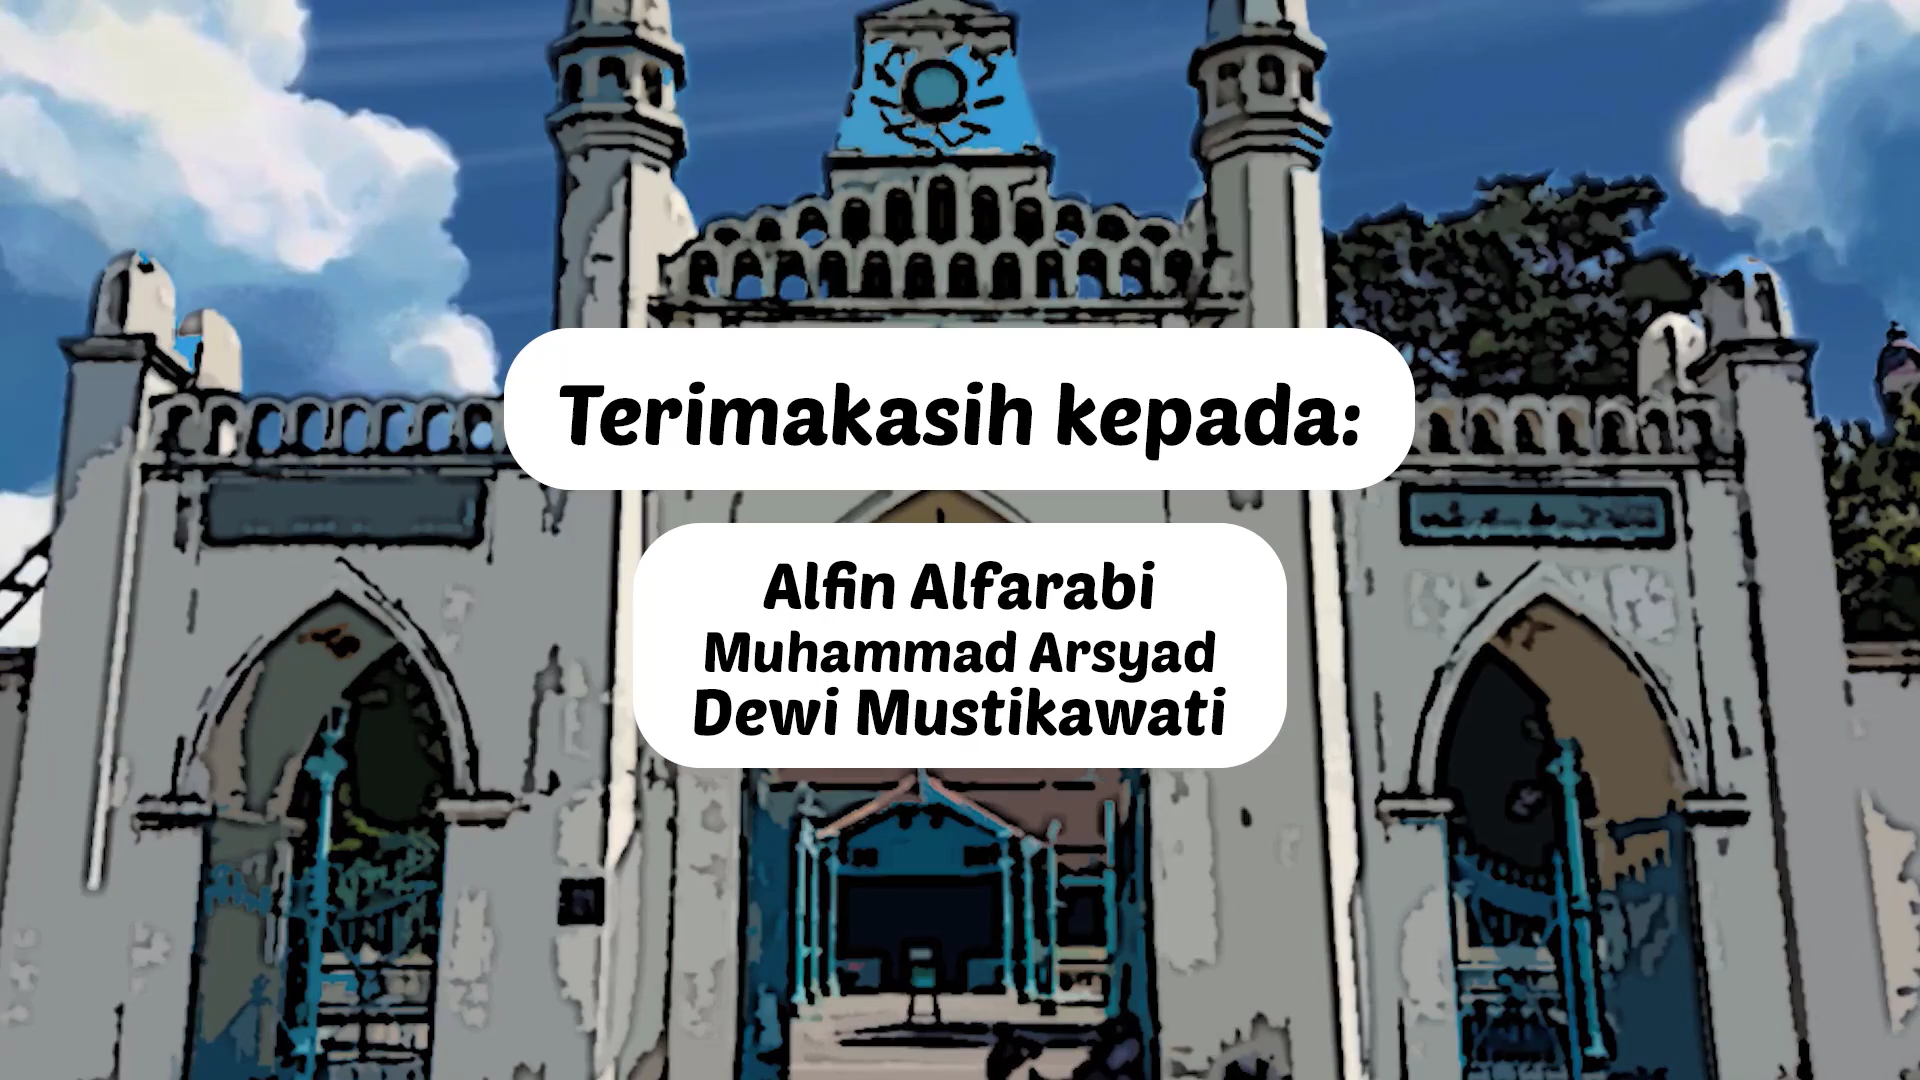 Terimakasih kepada:
Alfin Alfarabi
Muhammad Arsyad
Dewi Mustikawati